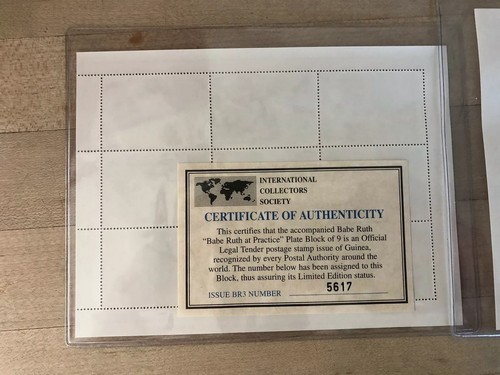 INTERNATIONAL
COLLECTORS
SOCIETY
CERTIFICATE OF AUTHENTICITY
This certifies that the accompanied Babe Ruth
"Babe Ruth at Practice" Plate Block of 9 is an Official
Legal Tender postage stamp issue of Guinea,
recognized by every Postal Authority around the
world. The number below has been assigned to this
Block, thus assuring its Limited Edition status.
ISSUE BR3 NUMBER 5617